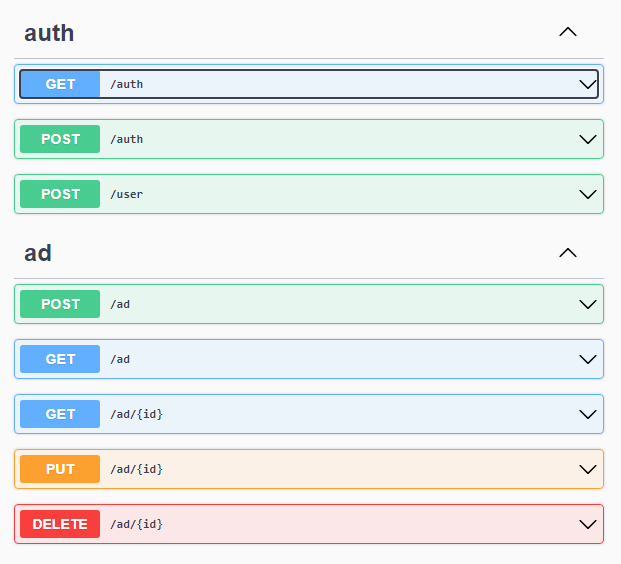 auth
GET /auth
POST /auth
POST /user
ad
POST /ad
GET /ad
GET /ad/{id}
PUT /ad/{id}
DELETE /ad/{id}